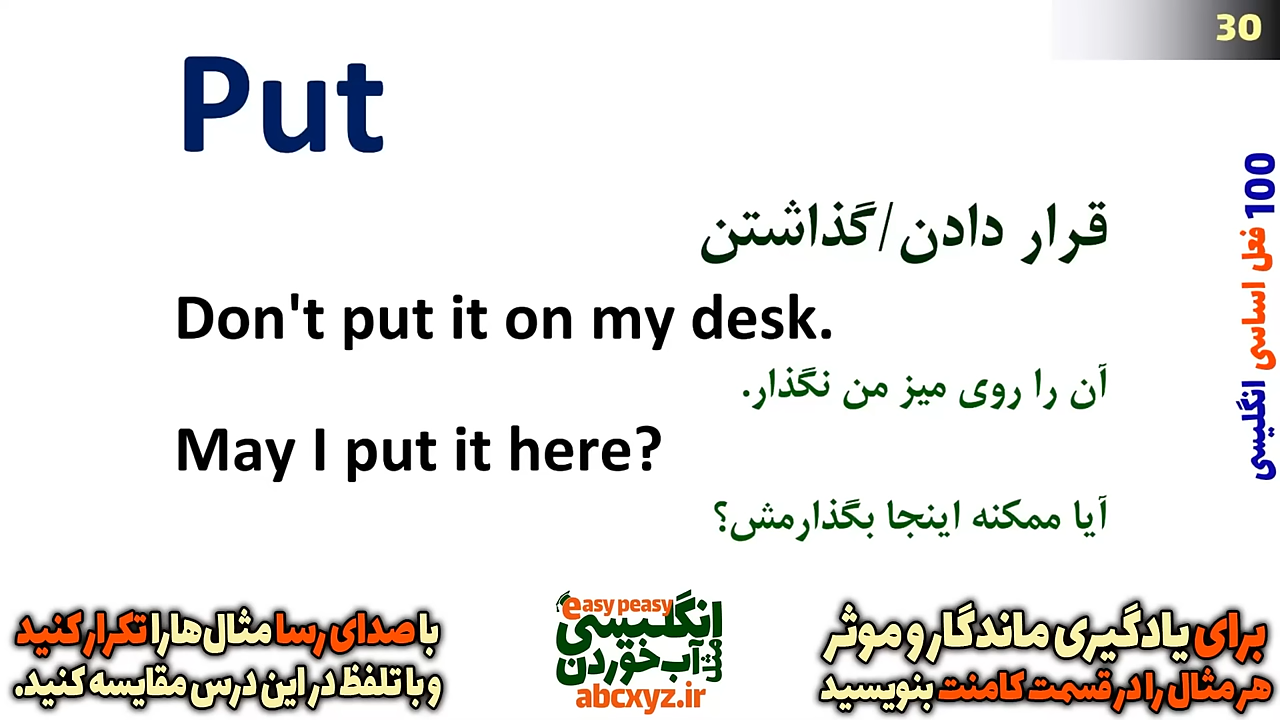 30
Put
قرار دادن/گذاشتن
Don't put it on my desk.
آن را روی میز من نگذار.
May I put it here?
آیا ممکنه اینجا بگذارمش؟
100 فعل اساسی انگلیسی
برای یادگیری ماندگار و موثر
هر مثال را در قسمت کامنت بنویسید
easy peasy
انگلیسی
مثل آب خوردن
abcxyz.ir
با صدای رسا مثال‌ها را تکرار کنید
و با تلفظ در این درس مقایسه کنید.